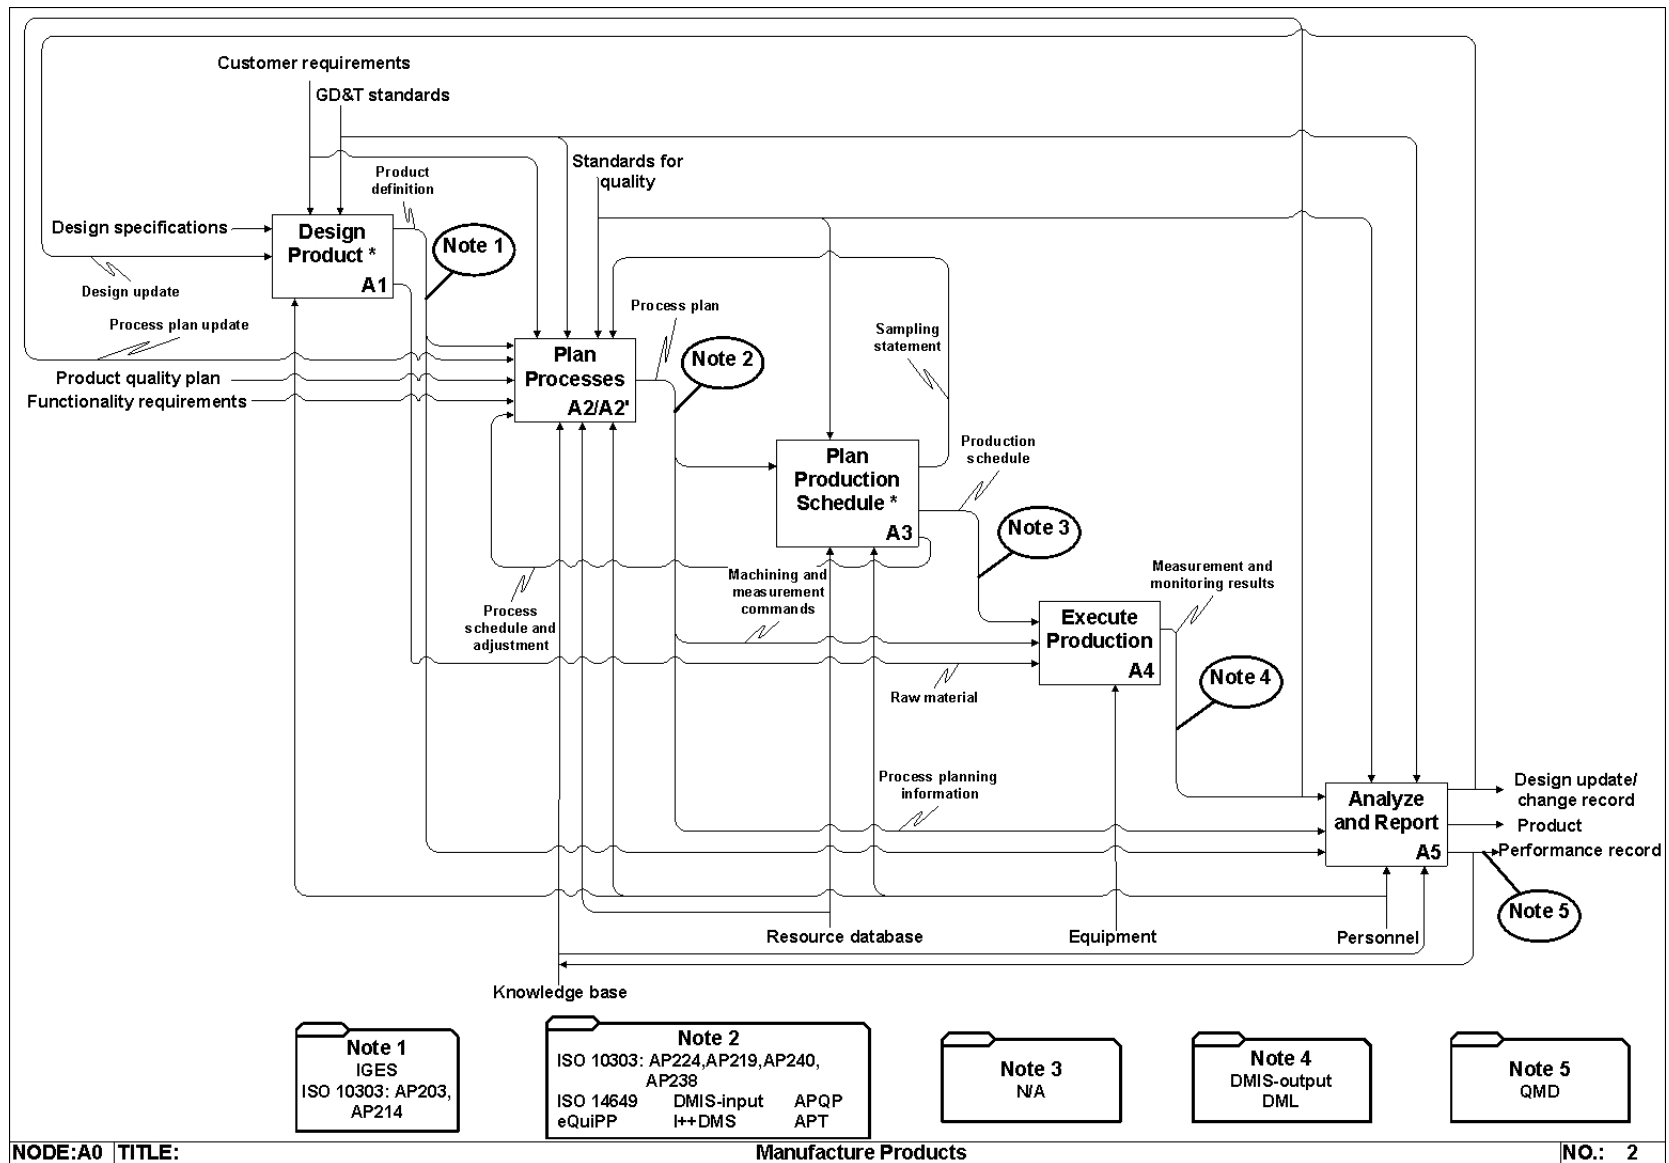 Customer requirements
GD&T standards
Standards for
quality
Product
definition
Design specifications
Design
Product *
A1
Note 1
Design update
Process plan update
Process plan
Sampling
statement
Plan
Processes
A2/A2'
Note 2
Product quality plan
Functionality requirements
Plan
Production
Schedule *
A3
Production
schedule
Note 3
Machining and
measurement
commands
Measurement and
monitoring results
Process
schedule and
adjustment
Execute
Production
A4
Note 4
Raw material
Process planning
information
Analyze
and Report
A5
Design update/
change record
Product
Performance record
Note 5
Resource database
Equipment
Personnel
Knowledge base
Note 1
IGES
ISO 10303: AP203,
AP214
Note 2
ISO 10303: AP224,AP219,AP240,
AP238
ISO 14649 DMIS-input APQP
eQuiPP I++DMS APT
Note 3
N/A
Note 4
DMIS-output
DML
Note 5
QMD
NODE:A0 TITLE: Manufacture Products NO.: 2